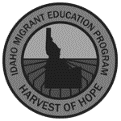 IDAHO MIGRANT EDUCATION PROGRAM
HARVEST OF HOPE